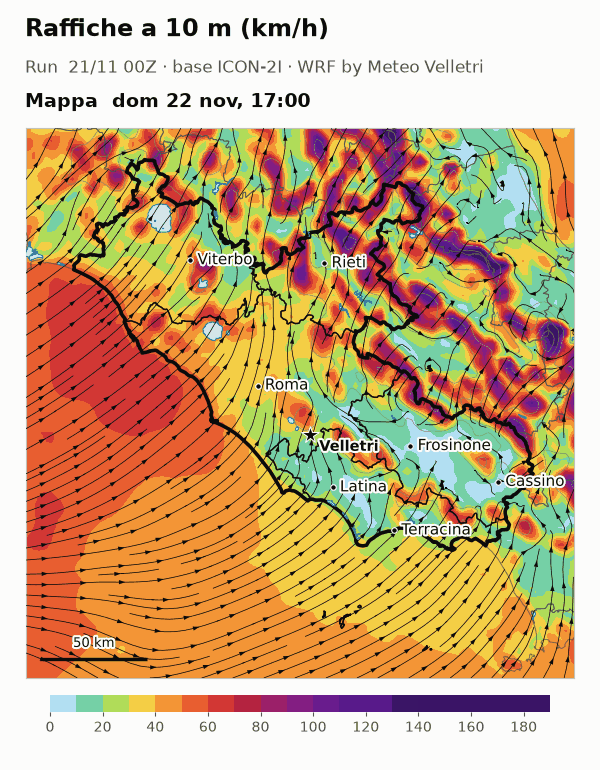 Raffiche a 10 m (km/h)
Run  21/11 00Z · base ICON-2I · WRF by Meteo Velletri
Mappa  dom 22 nov, 17:00
Viterbo
Rieti
Roma
Velletri
Frosinone
Cassino
Latina
Terracina
50 km
0 20 40 60 80 100 120 140 160 180